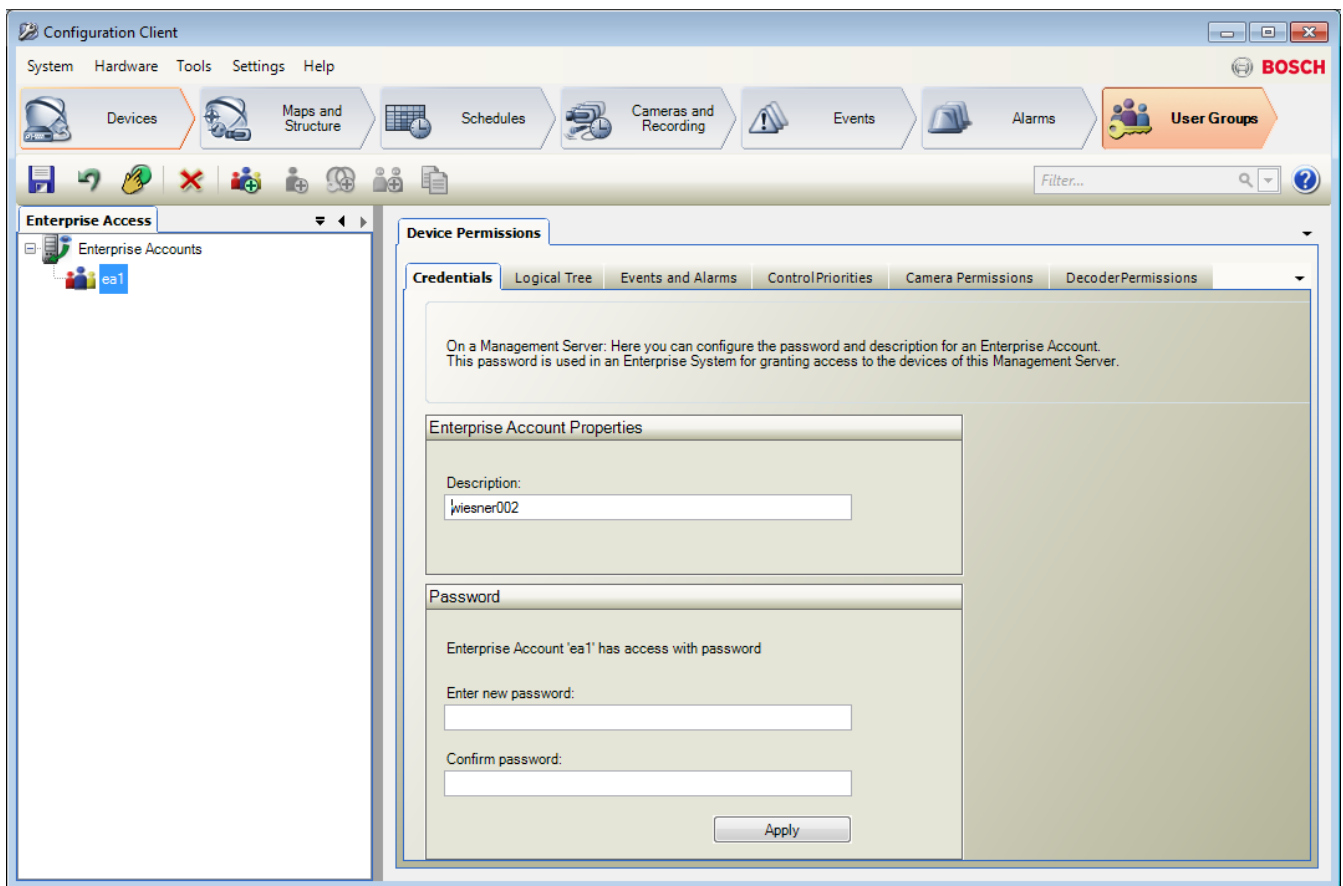 Configuration Client
System Hardware Tools Settings Help
BOSCH
Devices
Maps and
Structure
Schedules
Cameras and
Recording
Events
Alarms
User Groups
Filter...
Enterprise Access
Enterprise Accounts
ea1
Device Permissions
Credentials Logical Tree Events and Alarms ControlPriorities Camera Permissions DecoderPermissions
On a Management Server: Here you can configure the password and description for an Enterprise Account.
This password is used in an Enterprise System for granting access to the devices of this Management Server.
Enterprise Account Properties
Description:
wiesner002
Password
Enterprise Account 'ea1' has access with password
Enter new password:
Confirm password:
Apply